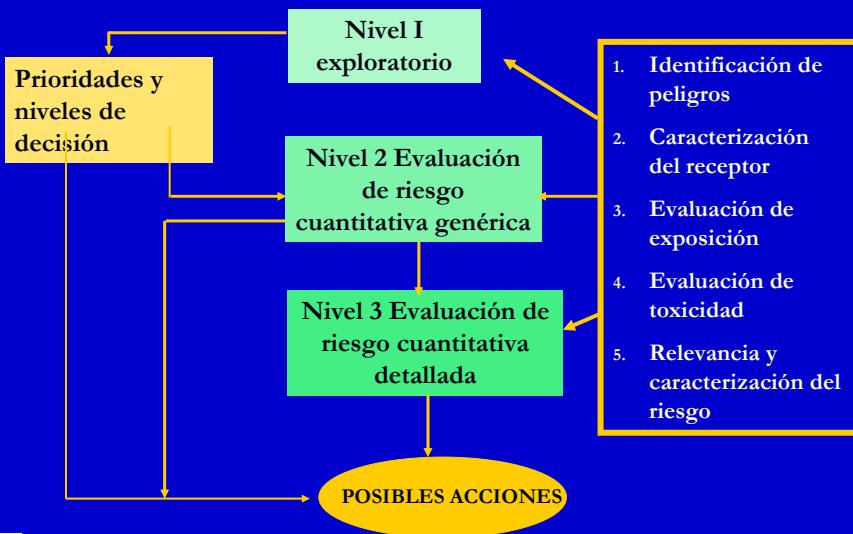 Nivel I
exploratorio
Prioridades y
niveles de
decisión
Nivel 2 Evaluación
de riesgo
cuantitativa genérica
Nivel 3 Evaluación de
riesgo cuantitativa
detallada
POSIBLES ACCIONES
1. Identificación de
peligros
2. Caracterización
del receptor
3. Evaluación de
exposición
4. Evaluación de
toxicidad
5. Relevancia y
caracterización del
riesgo